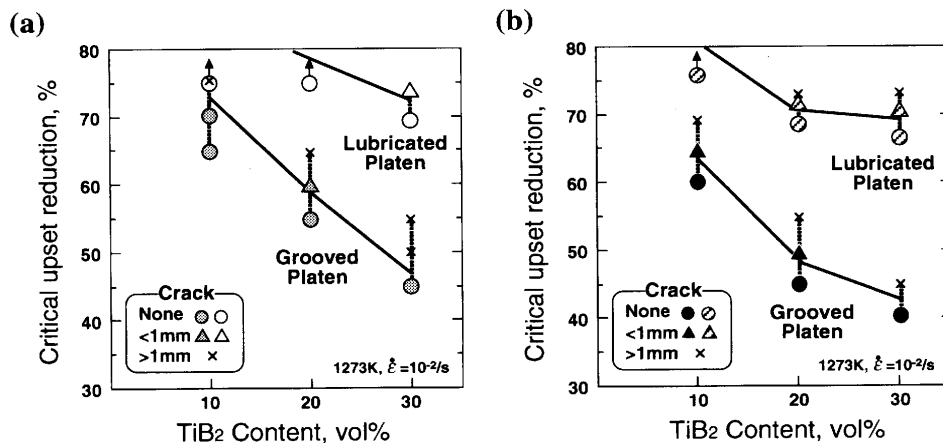 (a)
Critical upset reduction, %
80
70
60
50
40
30
Lubricated
Platen
Grooved
Platen
Crack
None
<1mm
>1mm
1273K, ε̇ =10-2/s
10
20
30
TiB2 Content, vol%
(b)
Critical upset reduction, %
80
70
60
50
40
30
Lubricated
Platen
Grooved
Platen
Crack
None
<1mm
>1mm
1273K, ε̇ =10-2/s
10
20
30
TiB2 Content, vol%